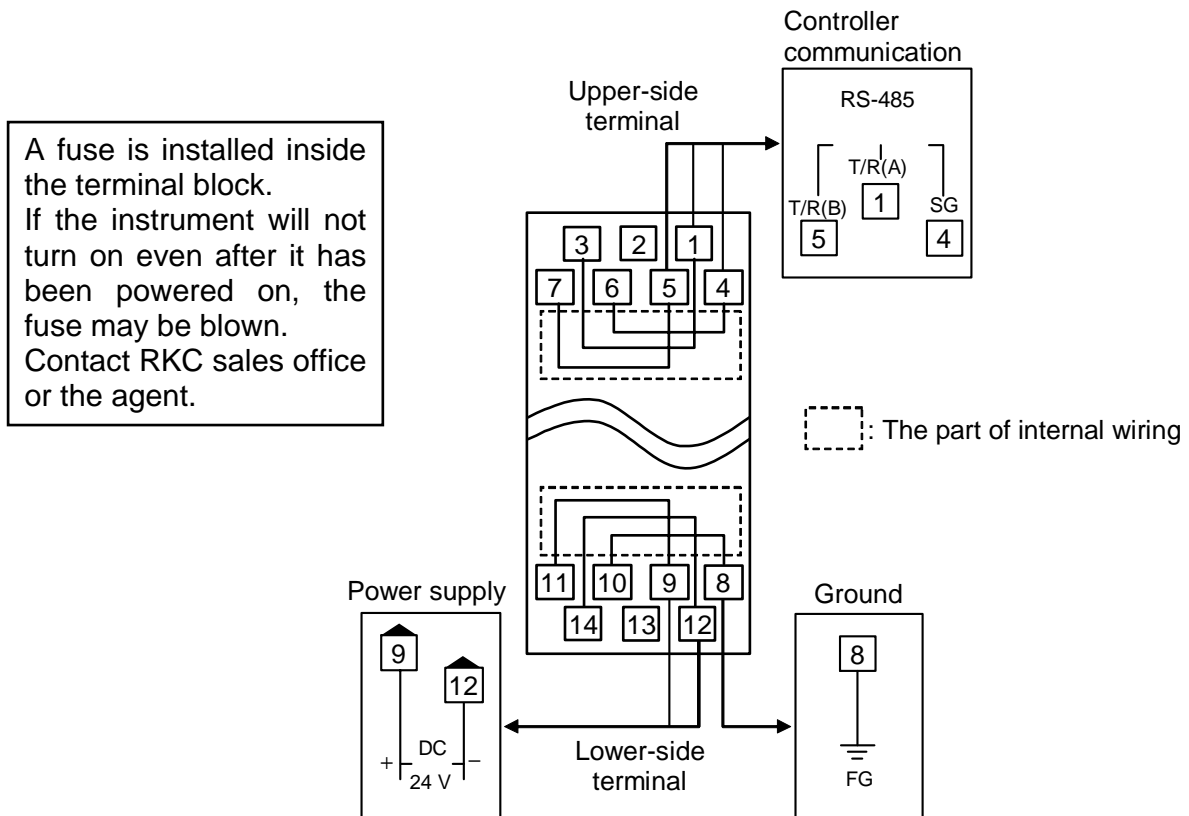 Controller
communication
RS-485
T/R(A)
T/R(B) 1 SG
5 4
Upper-side
terminal
A fuse is installed inside
the terminal block.
If the instrument will not
turn on even after it has
been powered on, the
fuse may be blown.
Contact RKC sales office
or the agent.
3 2 1
7 6 5 4
: The part of internal wiring
11 10 9 8
14 13 12
Power supply
9
12
+ DC −
24 V
Lower-side
terminal
Ground
8
FG